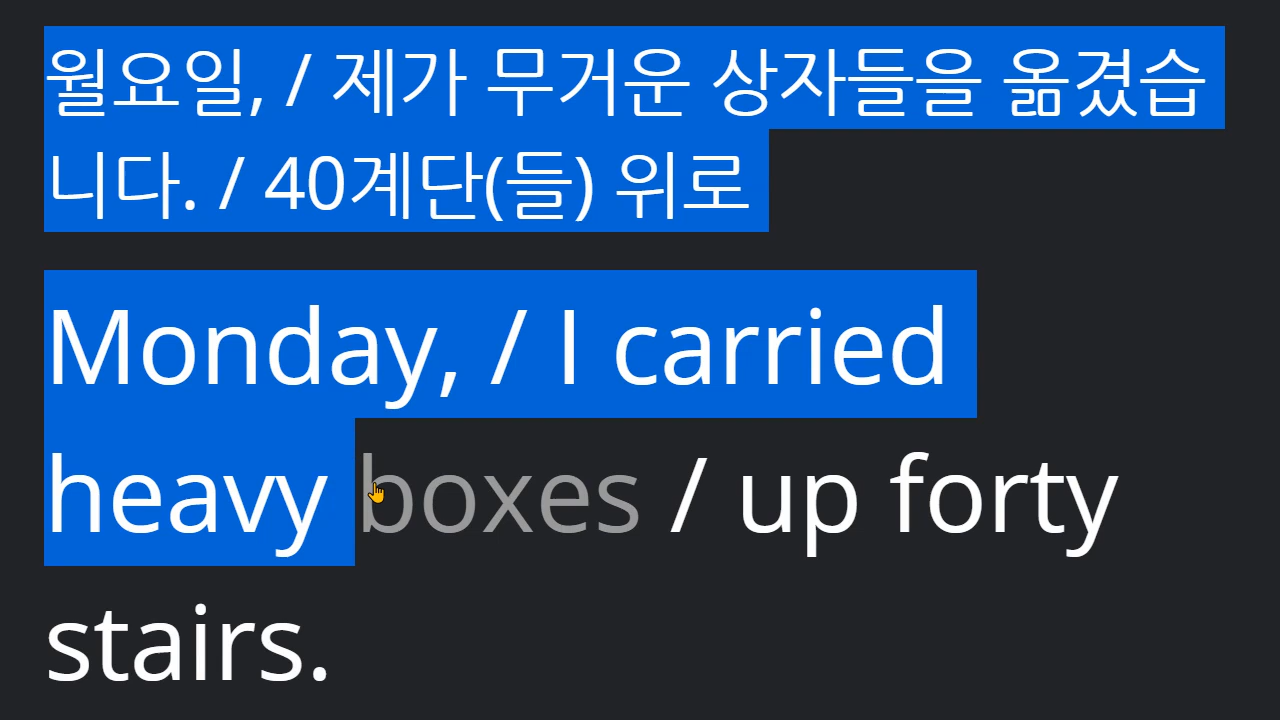 월요일, / 제가 무거운 상자들을 옮겼습
니다. / 40계단(들) 위로
Monday, / I carried
heavy boxes / up forty
stairs.